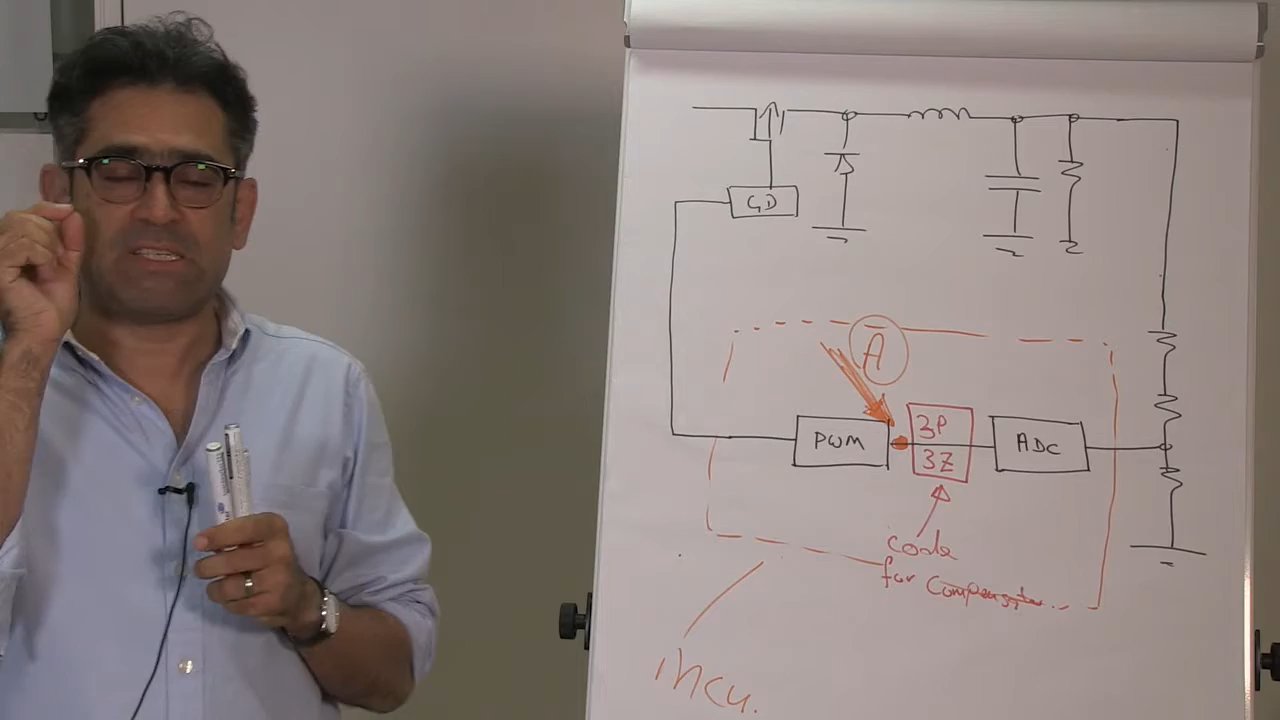 GD
A
PWM
3P
3Z
ADC
code
for Compensator..
mcu.